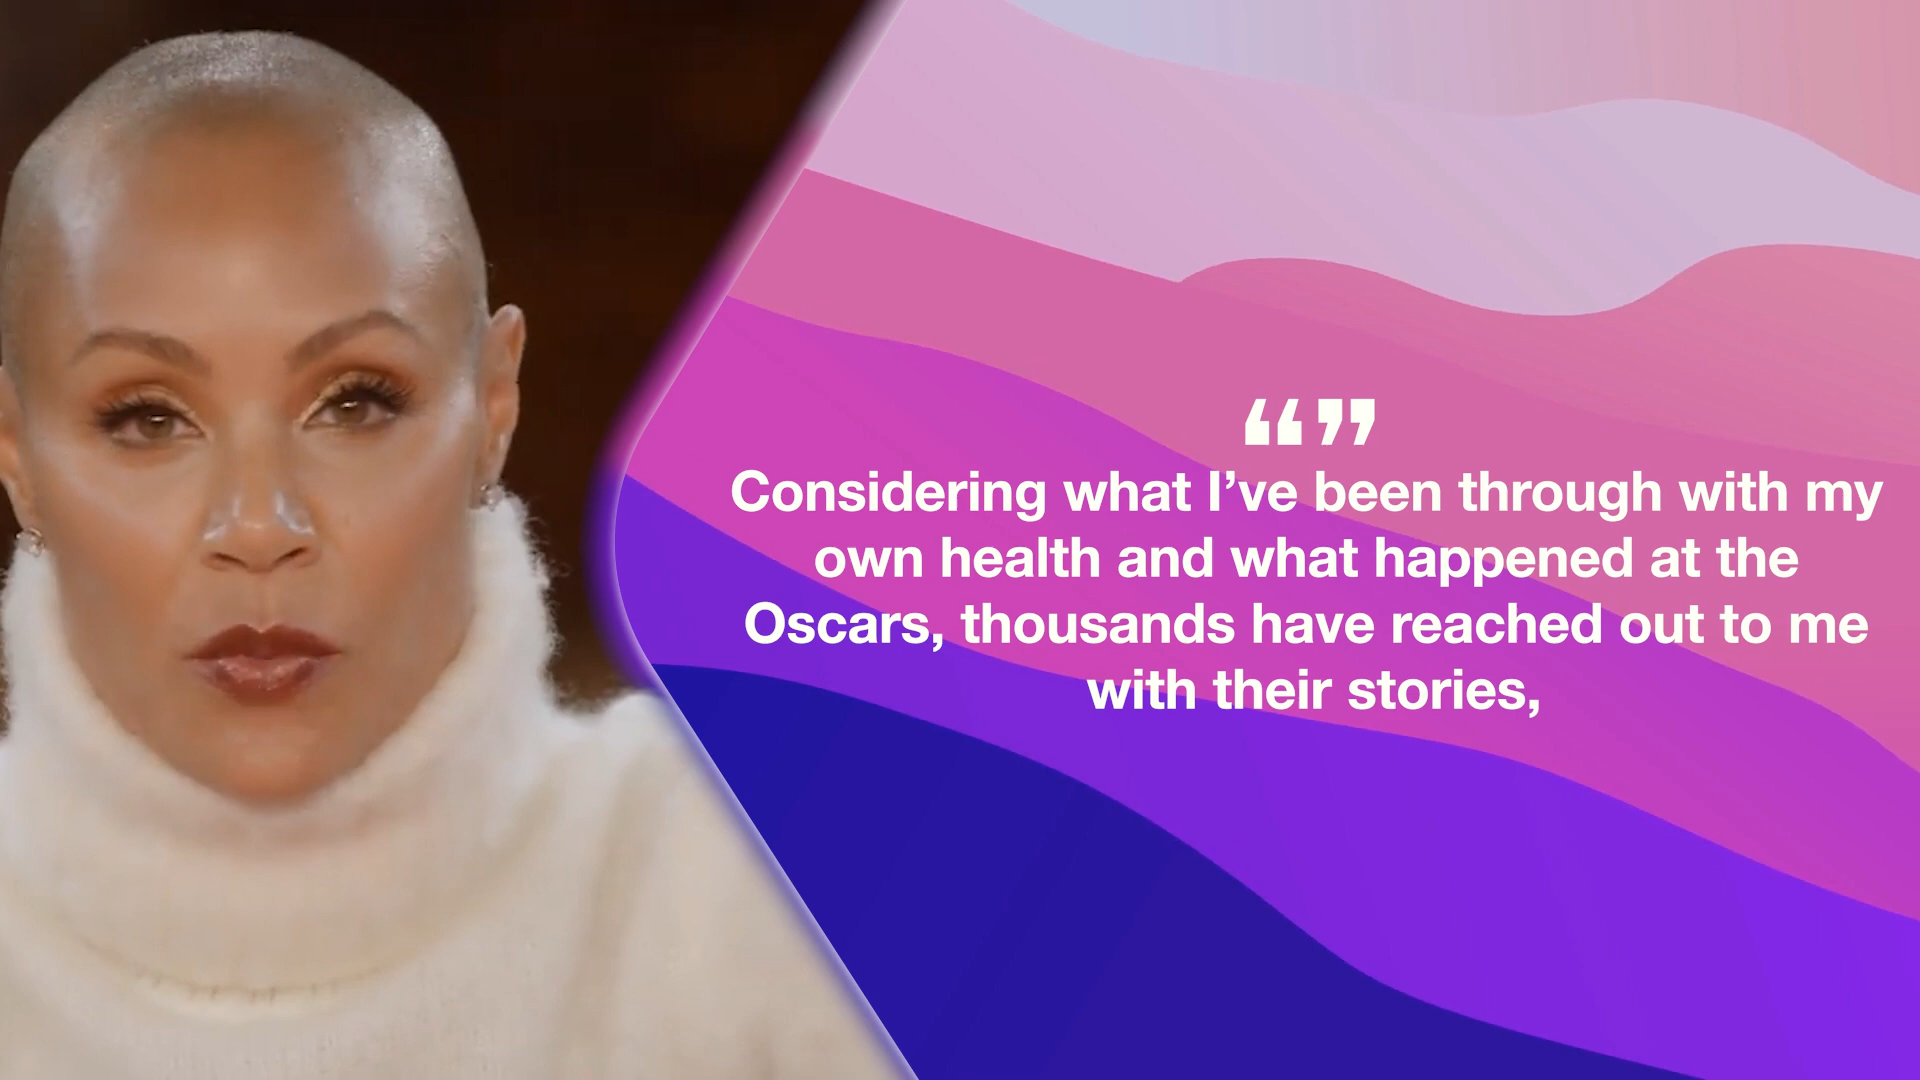 “”
Considering what I’ve been through with my
own health and what happened at the
Oscars, thousands have reached out to me
with their stories,